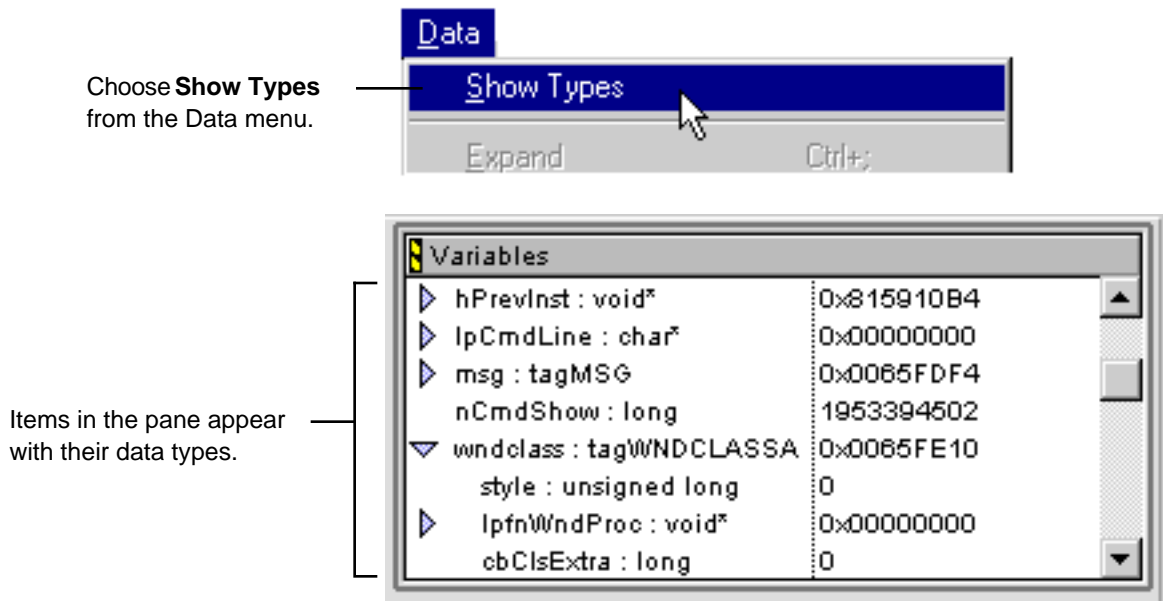 Data
Choose Show Types
from the Data menu.
Show Types
Expand Ctrl+;
Variables
hPrevInst : void* 0x815910B4
lpCmdLine : char* 0x00000000
msg : tagMSG 0x0065FDF4
nCmdShow : long 1953394502
wndclass : tagWNDCLASSA 0x0065FE10
style : unsigned long 0
lpfnWndProc : void* 0x00000000
cbClsExtra : long 0
Items in the pane appear
with their data types.